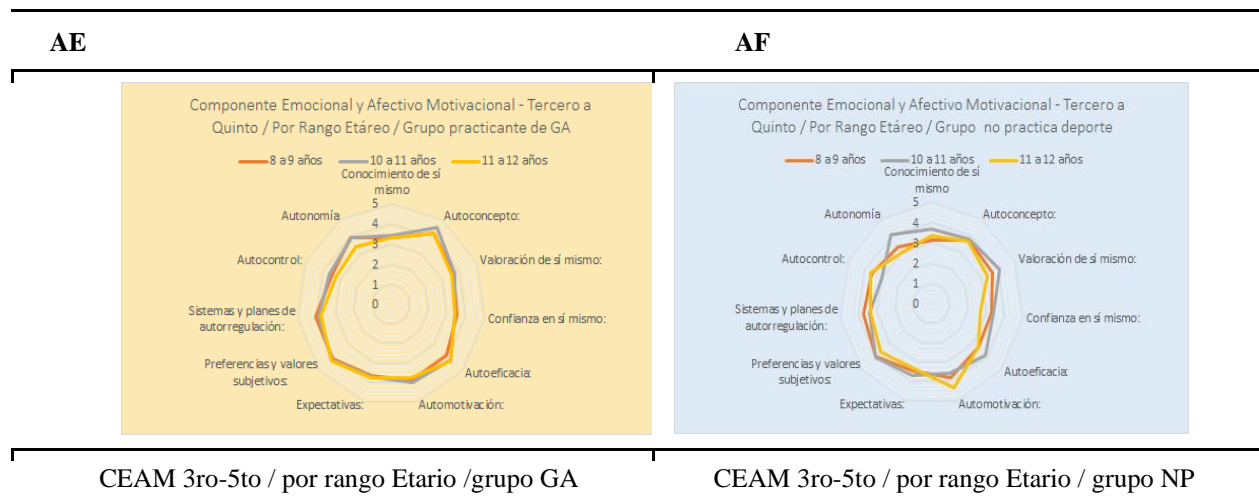 AE
AF
Componente Emocional y Afectivo Motivacional - Tercero a
Quinto / Por Rango Etáreo / Grupo practicante de GA
8 a 9 años 10 a 11 años 11 a 12 años
Conocimiento de sí
mismo
Autoconcepto:
Valoración de sí mismo:
Confianza en sí mismo:
Autoeficacia:
Automotivación:
Expectativas:
Preferencias y valores
subjetivos:
Sistemas y planes de
autorregulación:
Autocontrol:
Autonomía
5
4
3
2
1
0
Componente Emocional y Afectivo Motivacional - Tercero a
Quinto / Por Rango Etáreo / Grupo no practica deporte
8 a 9 años 10 a 11 años 11 a 12 años
Conocimiento de sí
mismo
Autoconcepto:
Valoración de sí mismo:
Confianza en sí mismo:
Autoeficacia:
Automotivación:
Expectativas:
Preferencias y valores
subjetivos:
Sistemas y planes de
autorregulación:
Autocontrol:
Autonomía
5
4
3
2
1
0
CEAM 3ro-5to / por rango Etario /grupo GA
CEAM 3ro-5to / por rango Etario / grupo NP